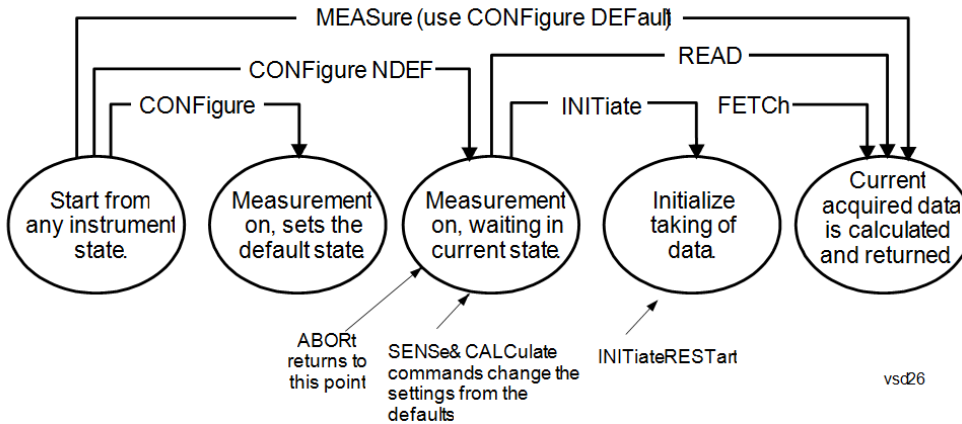 MEASure (use CONFigure DEFault)
CONFigure NDEF
READ
CONFigure
INITiate
FETCh
Start from
any instrument
state.
Measurement
on, sets the
default state.
Measurement
on, waiting in
current state.
Initialize
taking of
data.
Current
acquired data
is calculated
and returned
ABORt
returns to
this point
SENSe& CALCulate
commands change the
settings from the
defaults
INITiateRESTart
vsd26